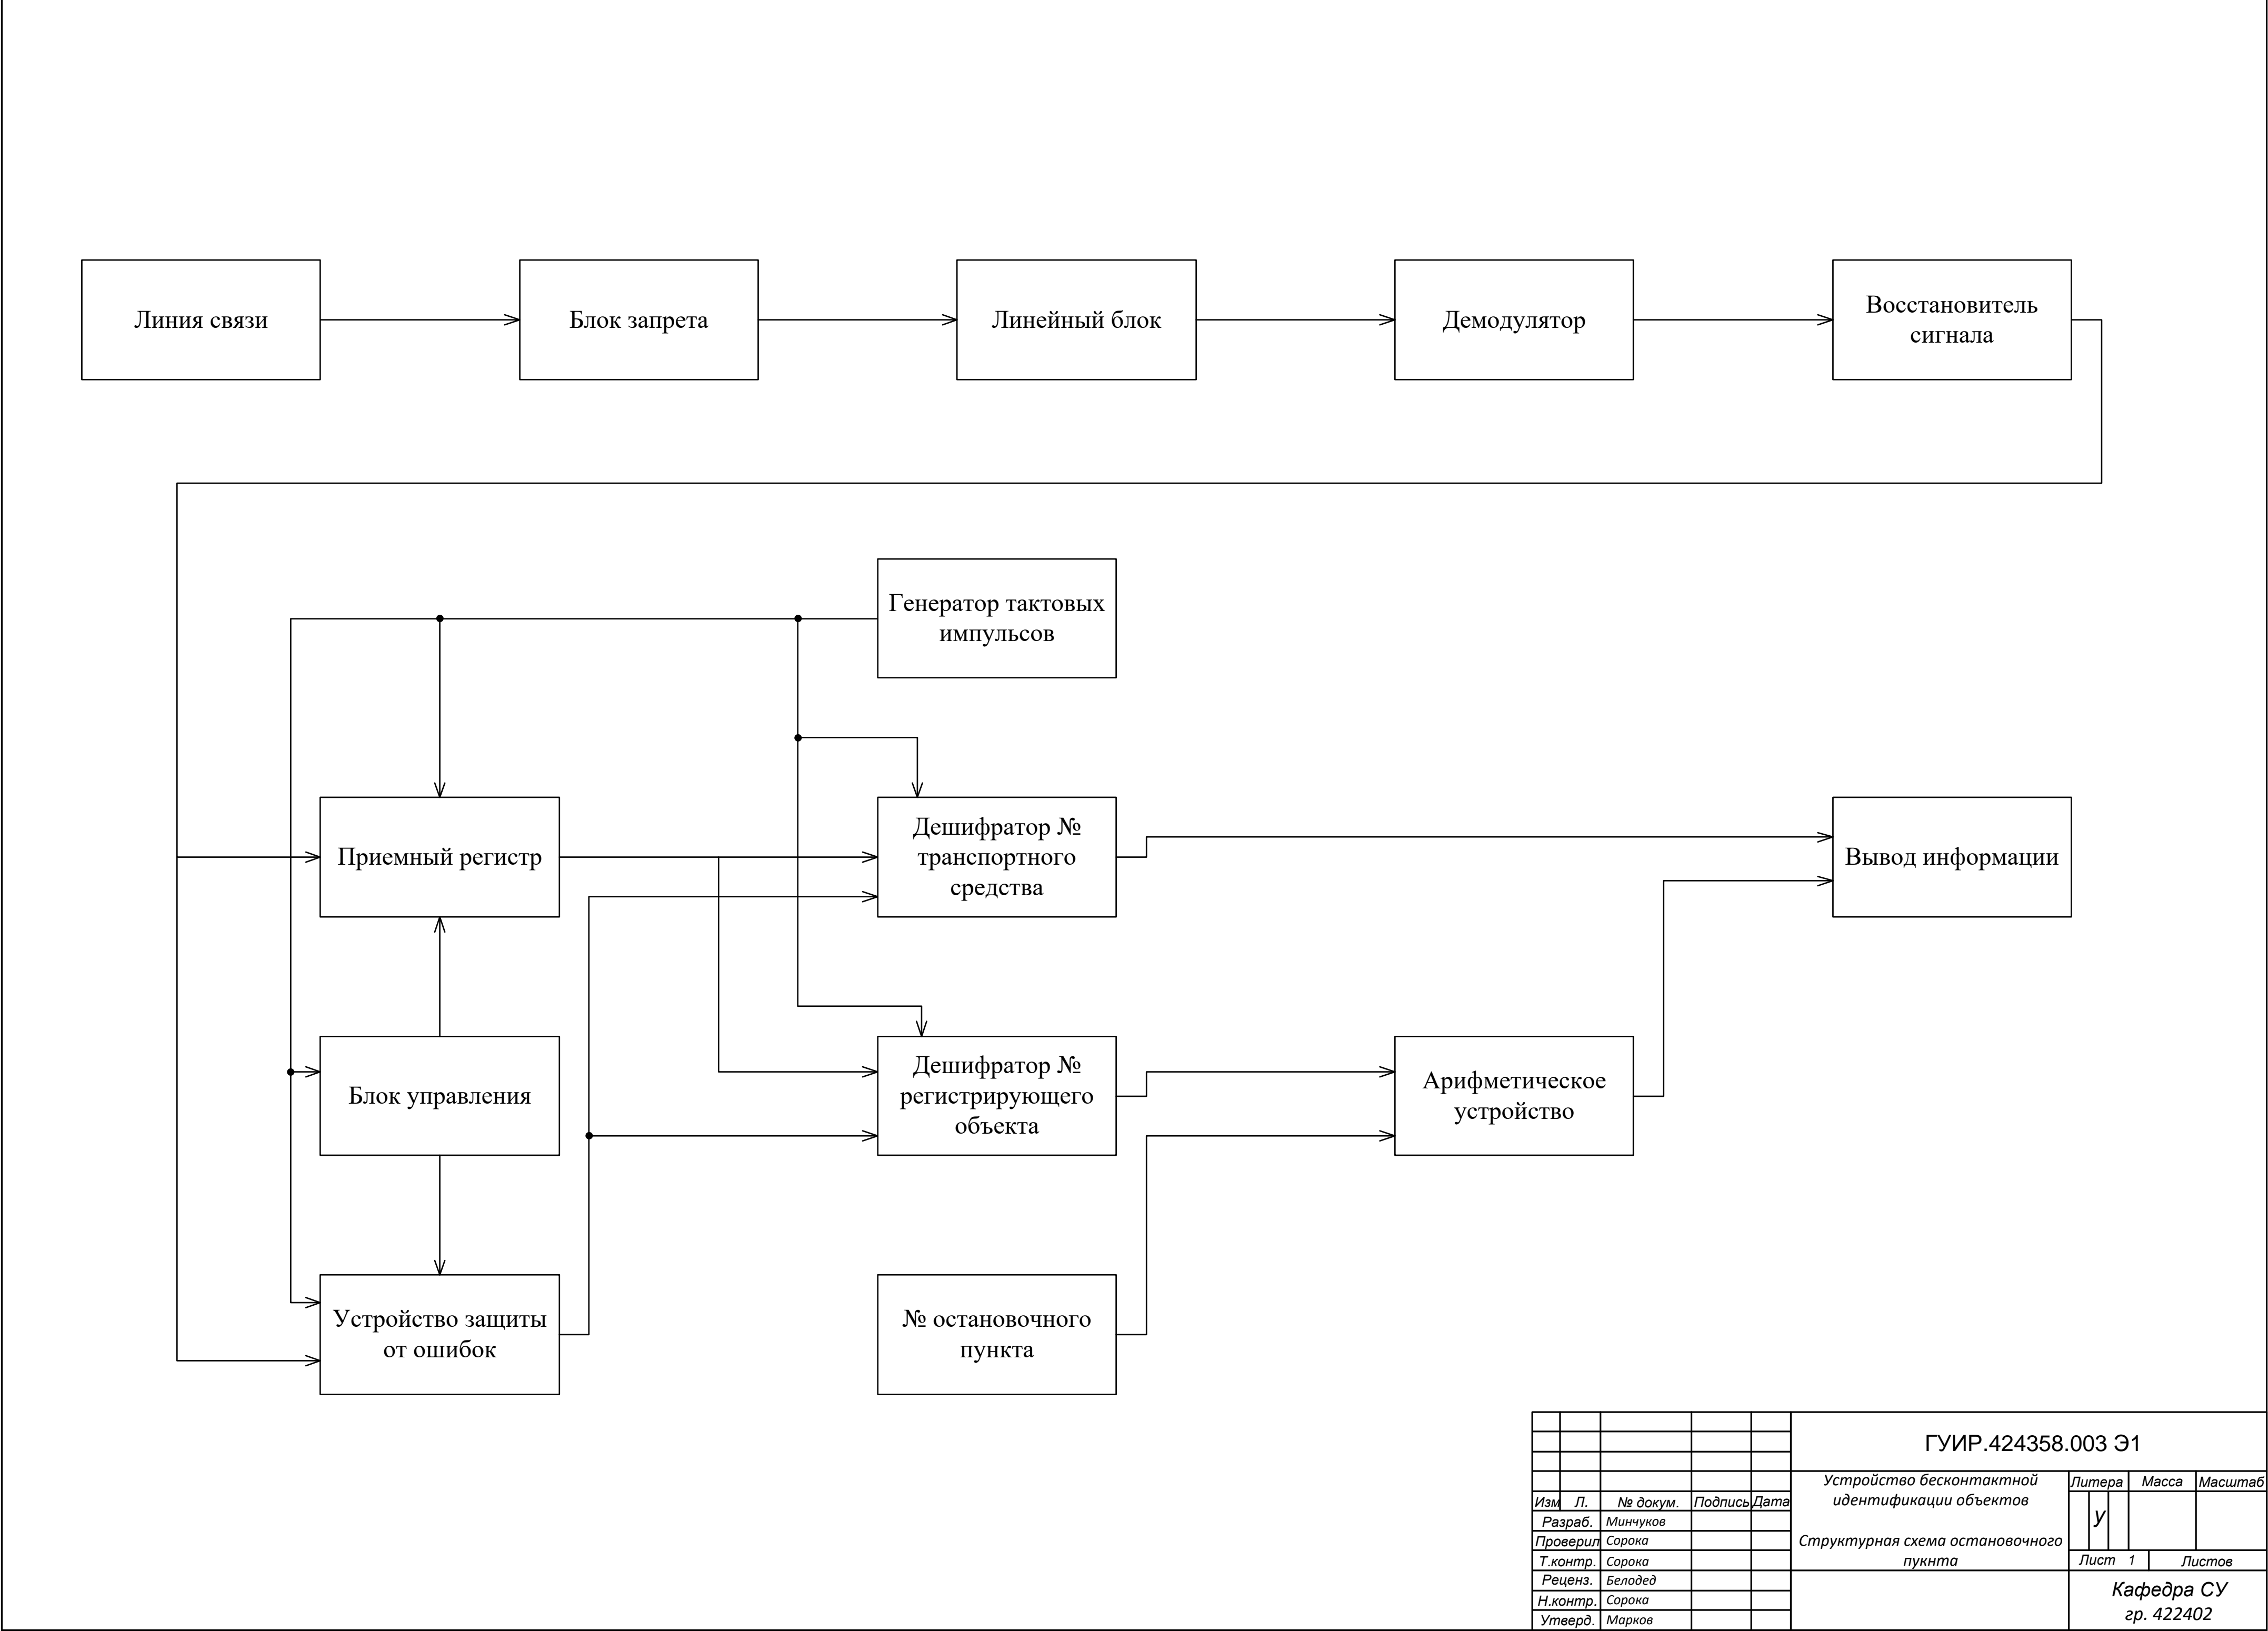 Линия связи
Блок запрета
Линейный блок
Демодулятор
Восстановитель
сигнала
Генератор тактовых
импульсов
Приемный регистр
Дешифратор №
транспортного
средства
Вывод информации
Блок управления
Дешифратор №
регистрирующего
объекта
Арифметическое
устройство
Устройство защиты
от ошибок
№ остановочного
пункта
ГУИР.424358.003 Э1
Устройство бесконтактной
идентификации объектов
Структурная схема остановочного
пукнта
Литера Масса Масштаб
у
Лист 1 Листов
Кафедра СУ
гр. 422402
Изм Л. № докум. Подпись Дата
Разраб. Минчуков
Проверил Сорока
Т.контр. Сорока
Реценз. Белодед
Н.контр. Сорока
Утверд. Марков